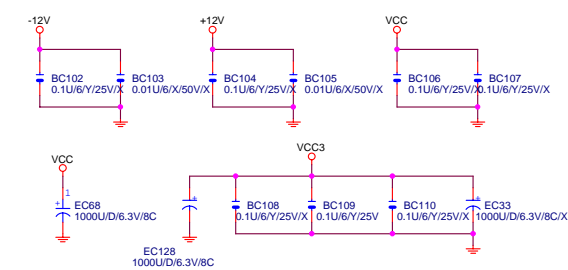 -12V +12V VCC
BC102 BC103 BC104 BC105 BC106 BC107
0.1U/6/Y/25V/X 0.01U/6/X/50V/X 0.1U/6/Y/25V/X 0.01U/6/X/50V/X 0.1U/6/Y/25V/X 0.1U/6/Y/25V/X
VCC VCC3
1
+ + +
EC68 BC108 BC109 BC110 EC33
1000U/D/6.3V/8C 0.1U/6/Y/25V/X 0.1U/6/Y/25V 0.1U/6/Y/25V/X 1000U/D/6.3V/8C/X
EC128
1000U/D/6.3V/8C